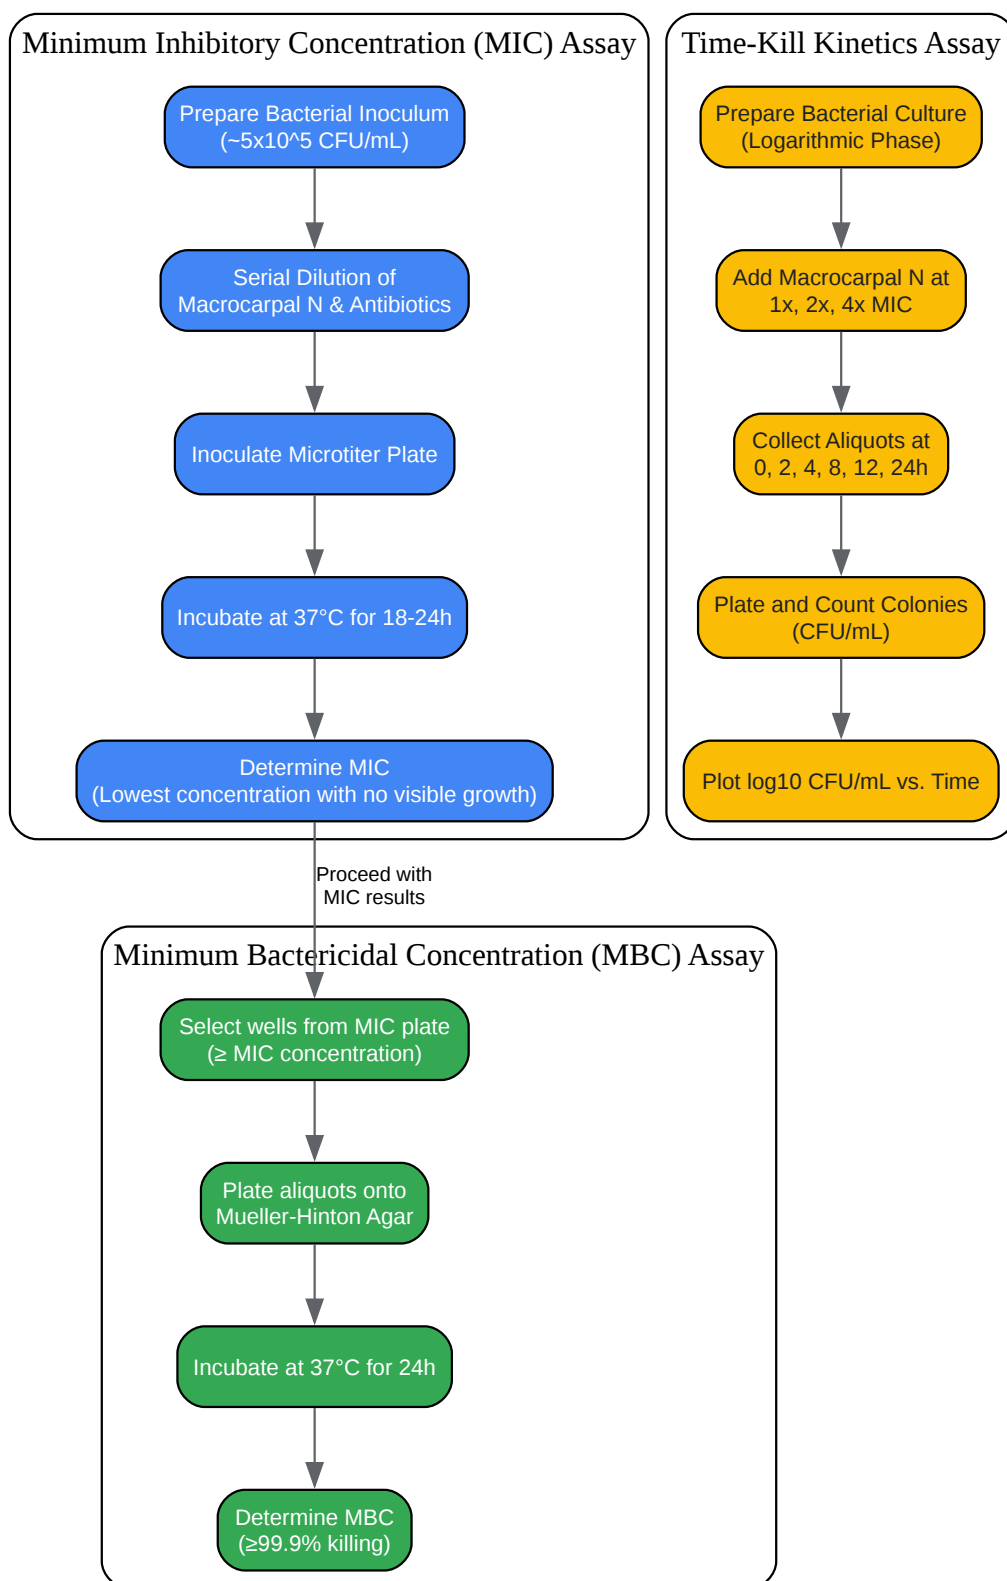 Minimum Inhibitory Concentration (MIC) Assay
Prepare Bacterial Inoculum
(~5x10^5 CFU/mL)
Serial Dilution of
Macrocarpal N & Antibiotics
Inoculate Microtiter Plate
Incubate at 37°C for 18-24h
Determine MIC
(Lowest concentration with no visible growth)
Time-Kill Kinetics Assay
Prepare Bacterial Culture
(Logarithmic Phase)
Add Macrocarpal N at
1x, 2x, 4x MIC
Collect Aliquots at
0, 2, 4, 8, 12, 24h
Plate and Count Colonies
(CFU/mL)
Plot log10 CFU/mL vs. Time
Proceed with
MIC results
Minimum Bactericidal Concentration (MBC) Assay
Select wells from MIC plate
(≥ MIC concentration)
Plate aliquots onto
Mueller-Hinton Agar
Incubate at 37°C for 24h
Determine MBC
(≥99.9% killing)